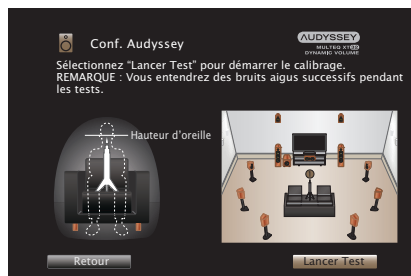 Conf. Audyssey
AUDYSSEY
MULTEQ XT32
DYNAMIC VOLUME
Sélectionnez “Lancer Test” pour démarrer le calibrage.
REMARQUE : Vous entendrez des bruits aigus successifs pendant
les tests.
Hauteur d’oreille
Retour
Lancer Test